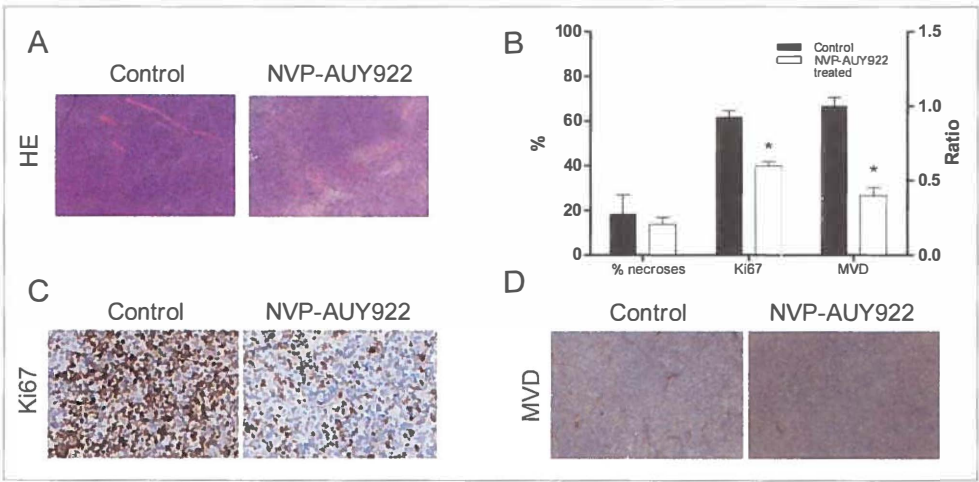 A
Control
NVP-AUY922
HE
B
100
80
60
40
20
0
%
1.5
1.0
0.5
0.0
Ratio
Control
NVP-AUY922
treated
*
*
% necroses
Ki67
MVD
C
Control
NVP-AUY922
Ki67
D
Control
NVP-AUY922
MVD